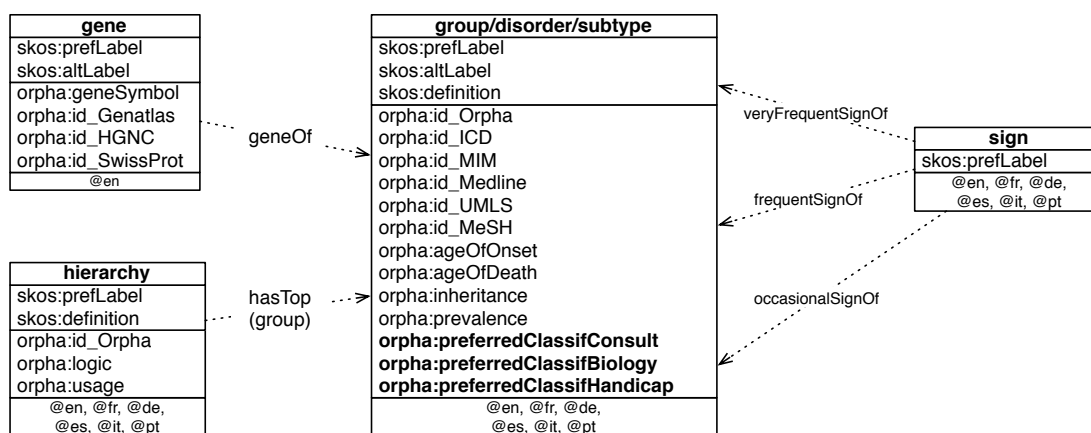 gene
skos:prefLabel
skos:altLabel
orpha:geneSymbol
orpha:id_Genatlas
orpha:id_HGNC
orpha:id_SwissProt
@en
geneOf
hierarchy
skos:prefLabel
skos:definition
orpha:id_Orpha
orpha:logic
orpha:usage
@en, @fr, @de,
@es, @it, @pt
hasTop
(group)
group/disorder/subtype
skos:prefLabel
skos:altLabel
skos:definition
orpha:id_Orpha
orpha:id_ICD
orpha:id_MIM
orpha:id_Medline
orpha:id_UMLS
orpha:id_MeSH
orpha:ageOfOnset
orpha:ageOfDeath
orpha:inheritance
orpha:prevalence
orpha:preferredClassifConsult
orpha:preferredClassifBiology
orpha:preferredClassifHandicap
@en, @fr, @de,
@es, @it, @pt
veryFrequentSignOf
frequentSignOf
occasionalSignOf
sign
skos:prefLabel
@en, @fr, @de,
@es, @it, @pt